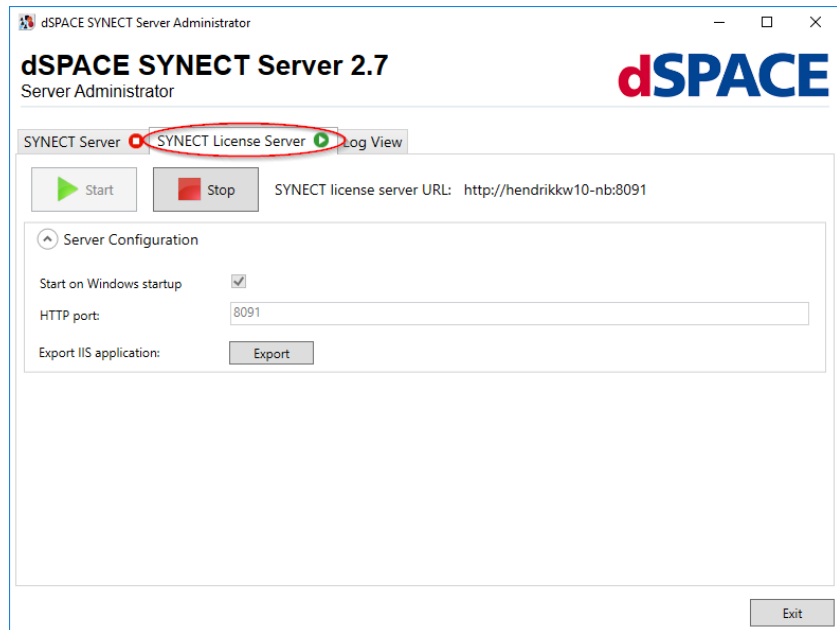 dSPACE SYNECT Server Administrator
dSPACE SYNECT Server 2.7
Server Administrator
dSPACE
SYNECT Server SYNECT License Server Log View
Start Stop SYNECT license server URL: http://hendrikkw10-nb:8091
Server Configuration
Start on Windows startup
HTTP port: 8091
Export IIS application: Export
Exit